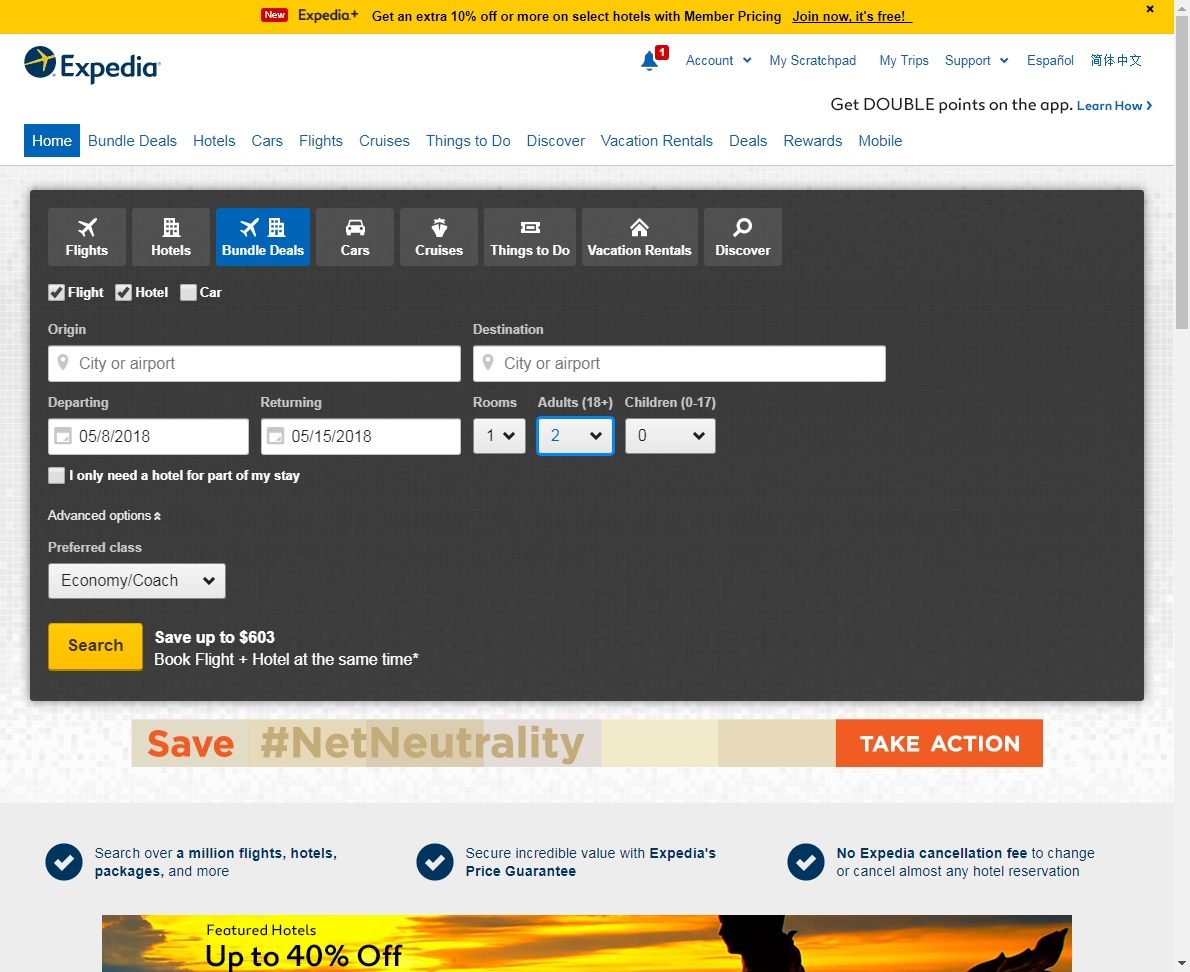 New Expedia+ Get an extra 10% off or more on select hotels with Member Pricing Join now, it's free!
Expedia
1 Account My Scratchpad My Trips Support Español 简体中文
Get DOUBLE points on the app. Learn How
Home Bundle Deals Hotels Cars Flights Cruises Things to Do Discover Vacation Rentals Deals Rewards Mobile
Flights Hotels Bundle Deals Cars Cruises Things to Do Vacation Rentals Discover
Flight Hotel Car
Origin Destination
City or airport City or airport
Departing Returning Rooms Adults (18+) Children (0-17)
05/8/2018 05/15/2018 1 2 0
I only need a hotel for part of my stay
Advanced options
Preferred class
Economy/Coach
Search
Save up to $603
Book Flight + Hotel at the same time*
Save #NetNeutrality TAKE ACTION
Search over a million flights, hotels,
packages, and more
Secure incredible value with Expedia's
Price Guarantee
No Expedia cancellation fee to change
or cancel almost any hotel reservation
Featured Hotels
Up to 40% Off